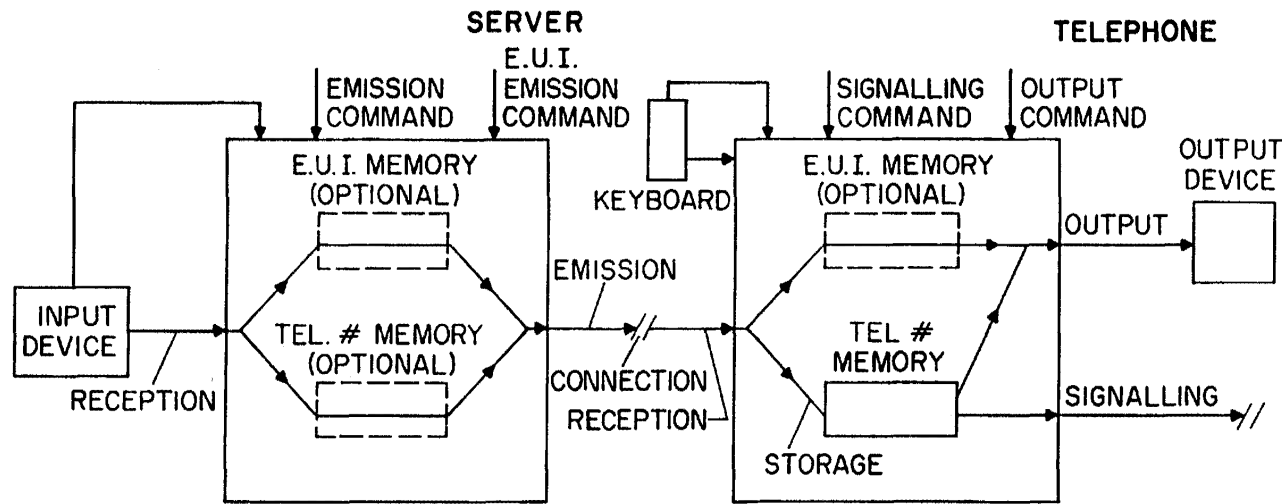 SERVER
TELEPHONE
E.U.I.
EMISSION
COMMAND
EMISSION
COMMAND
SIGNALLING
COMMAND
OUTPUT
COMMAND
E.U.I. MEMORY
(OPTIONAL)
KEYBOARD
E.U.I. MEMORY
(OPTIONAL)
OUTPUT
DEVICE
OUTPUT
EMISSION
INPUT
DEVICE
RECEPTION
TEL. # MEMORY
(OPTIONAL)
CONNECTION
RECEPTION
TEL #
MEMORY
STORAGE
SIGNALLING